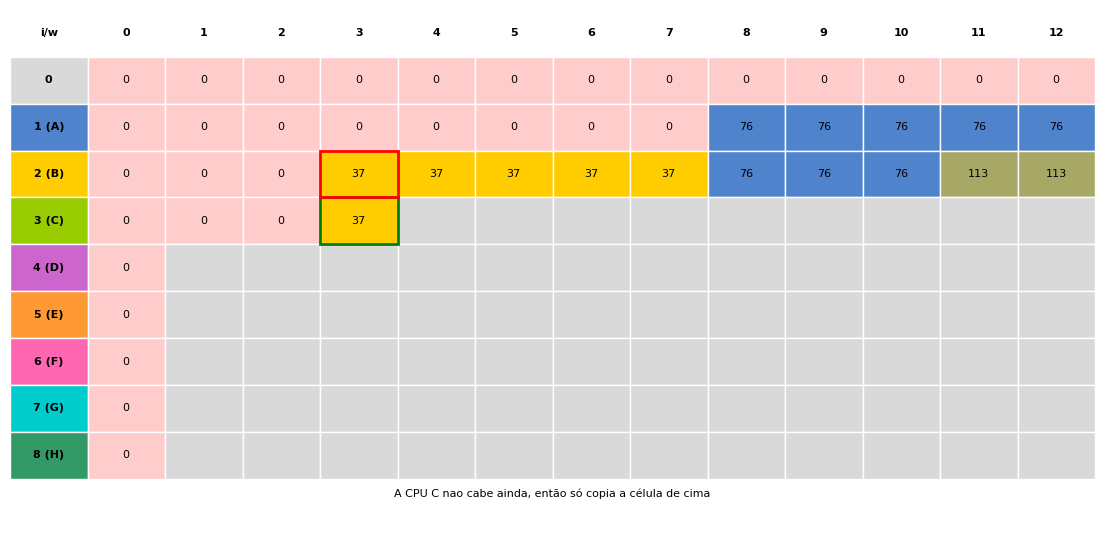 i/w 0 1 2 3 4 5 6 7 8 9 10 11 12
0 0 0 0 0 0 0 0 0 0 0 0 0 0
1 (A) 0 0 0 0 0 0 0 0 76 76 76 76 76
2 (B) 0 0 0 37 37 37 37 37 76 76 76 113 113
3 (C) 0 0 0 37
4 (D) 0
5 (E) 0
6 (F) 0
7 (G) 0
8 (H) 0
A CPU C nao cabe ainda, então só copia a célula de cima